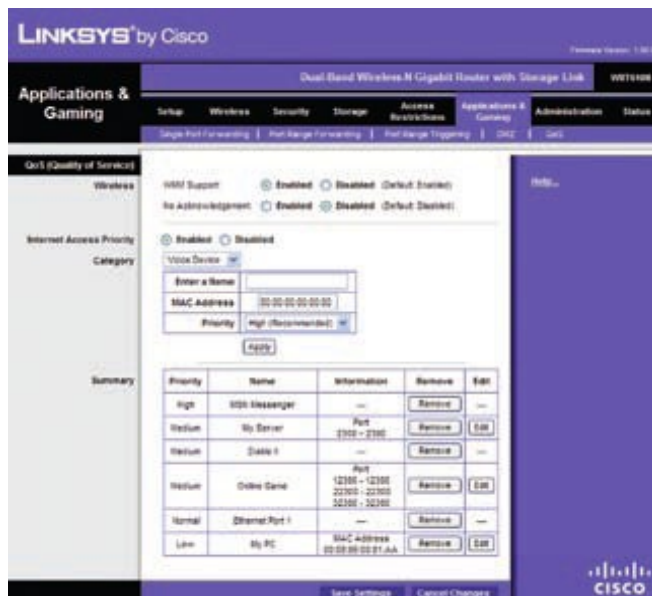 LINKSYS® by Cisco
Firmware Version: 1.00
Applications & Gaming
Dual-Band Wireless-N Gigabit Router with Storage Link
Setup Wireless Security Storage Access Restrictions Applications & Gaming Administration Status
Single Port Forwarding | Port Range Forwarding | Port Range Triggering | DMZ | QoS
QoS (Quality of Service)
Wireless
WMM Support Enabled Disabled (Default: Enabled)
No Acknowledgement Enabled Disabled (Default: Disabled)
Help...
Internet Access Priority Enabled Disabled
Category Voice Device
Enter a Name
MAC Address 00:00:00:00:00:00
Priority High (Recommended)
Apply
Summary
Priority Name Information Remove Edit
High MSN Messenger --- Remove ---
Medium My Server Port Remove Edit
Medium Diablo II --- Remove ---
Medium Online Game Port Remove Edit
Normal Ethernet Port 1 --- Remove ---
Low My PC MAC Address Remove Edit
Save Settings Cancel Changes
CISCO